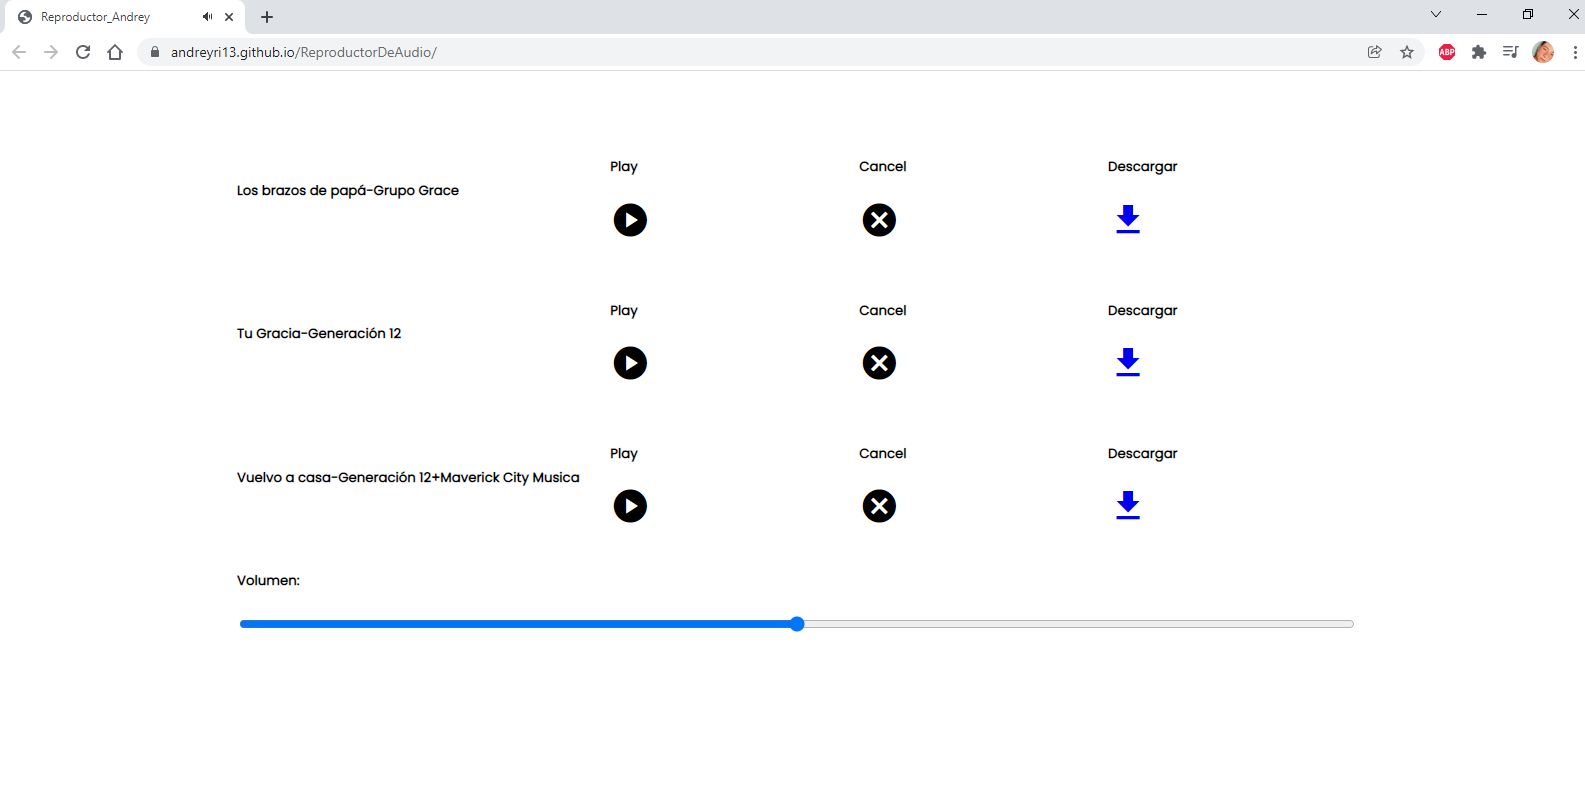 Reproductor_Andrey
andreyri13.github.io/ReproductorDeAudio/
ABP
Play Cancel Descargar
Los brazos de papá-Grupo Grace
Play Cancel Descargar
Tu Gracia-Generación 12
Play Cancel Descargar
Vuelvo a casa-Generación 12+Maverick City Musica
Volumen: